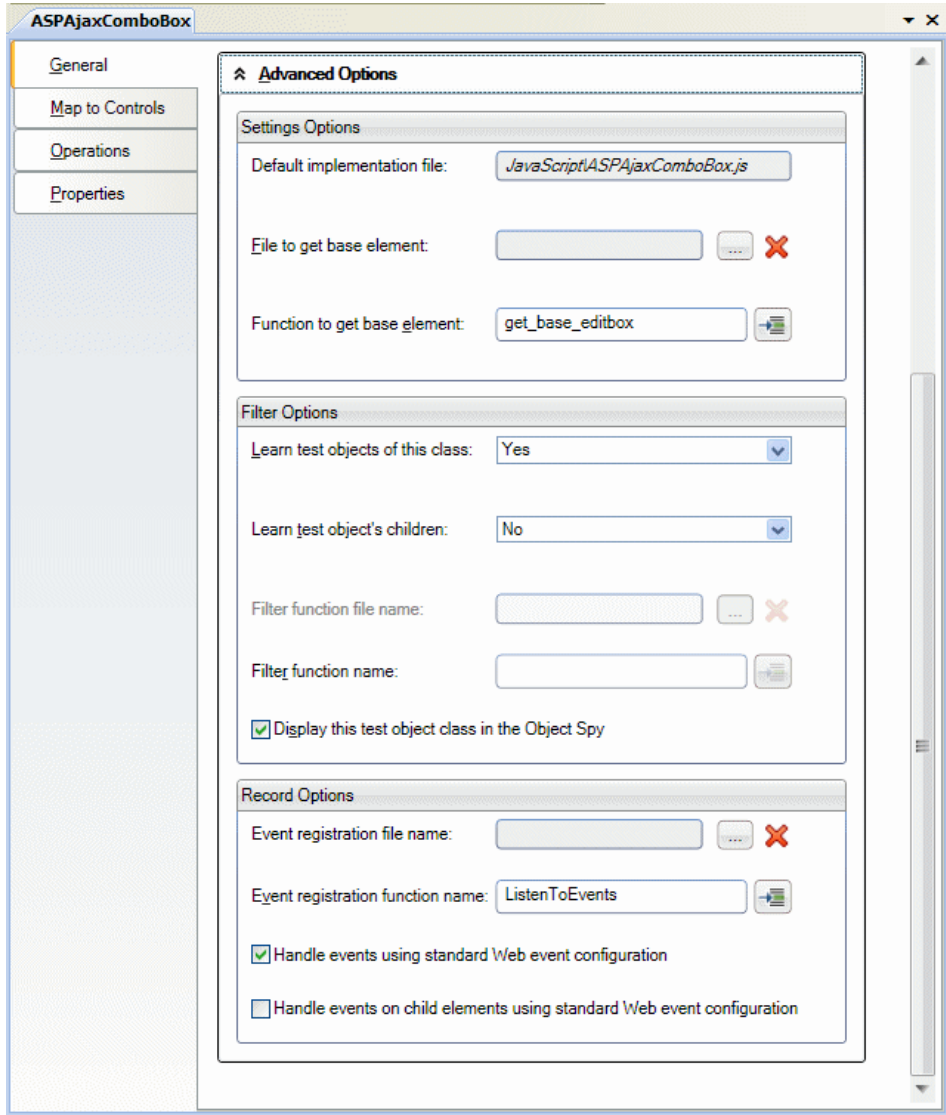 ASPAjaxComboBox
General
Map to Controls
Operations
Properties
Advanced Options
Settings Options
Default implementation file: JavaScript\ASPAjaxComboBox.js
File to get base element: ...
Function to get base element: get_base_editbox
Filter Options
Learn test objects of this class: Yes
Learn test object's children: No
Filter function file name: ...
Filter function name:
Display this test object class in the Object Spy
Record Options
Event registration file name: ...
Event registration function name: ListenToEvents
Handle events using standard Web event configuration
Handle events on child elements using standard Web event configuration